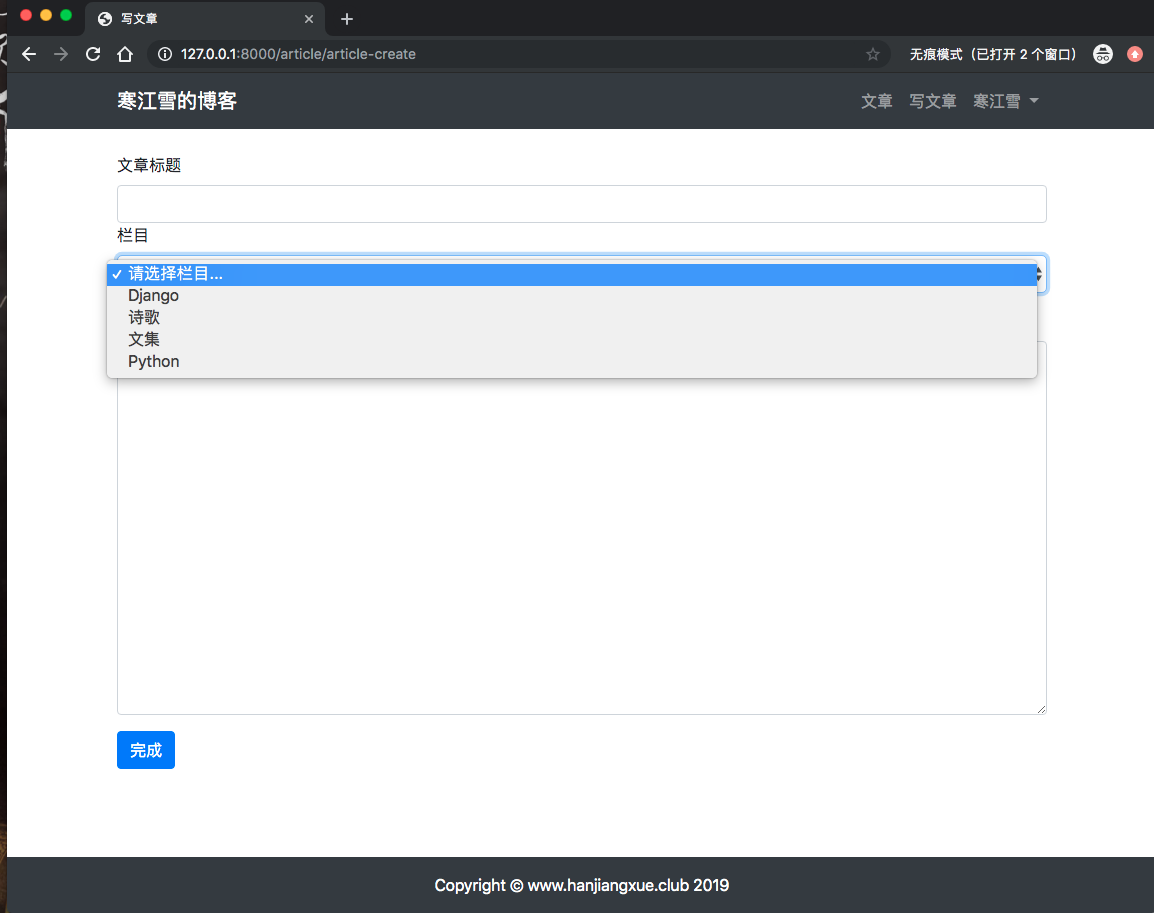 写文章
127.0.0.1:8000/article/article-create
无痕模式（已打开 2 个窗口）
寒江雪的博客
文章 写文章 寒江雪
文章标题
栏目
✓ 请选择栏目...
Django
诗歌
文集
Python
完成
Copyright © www.hanjiangxue.club 2019